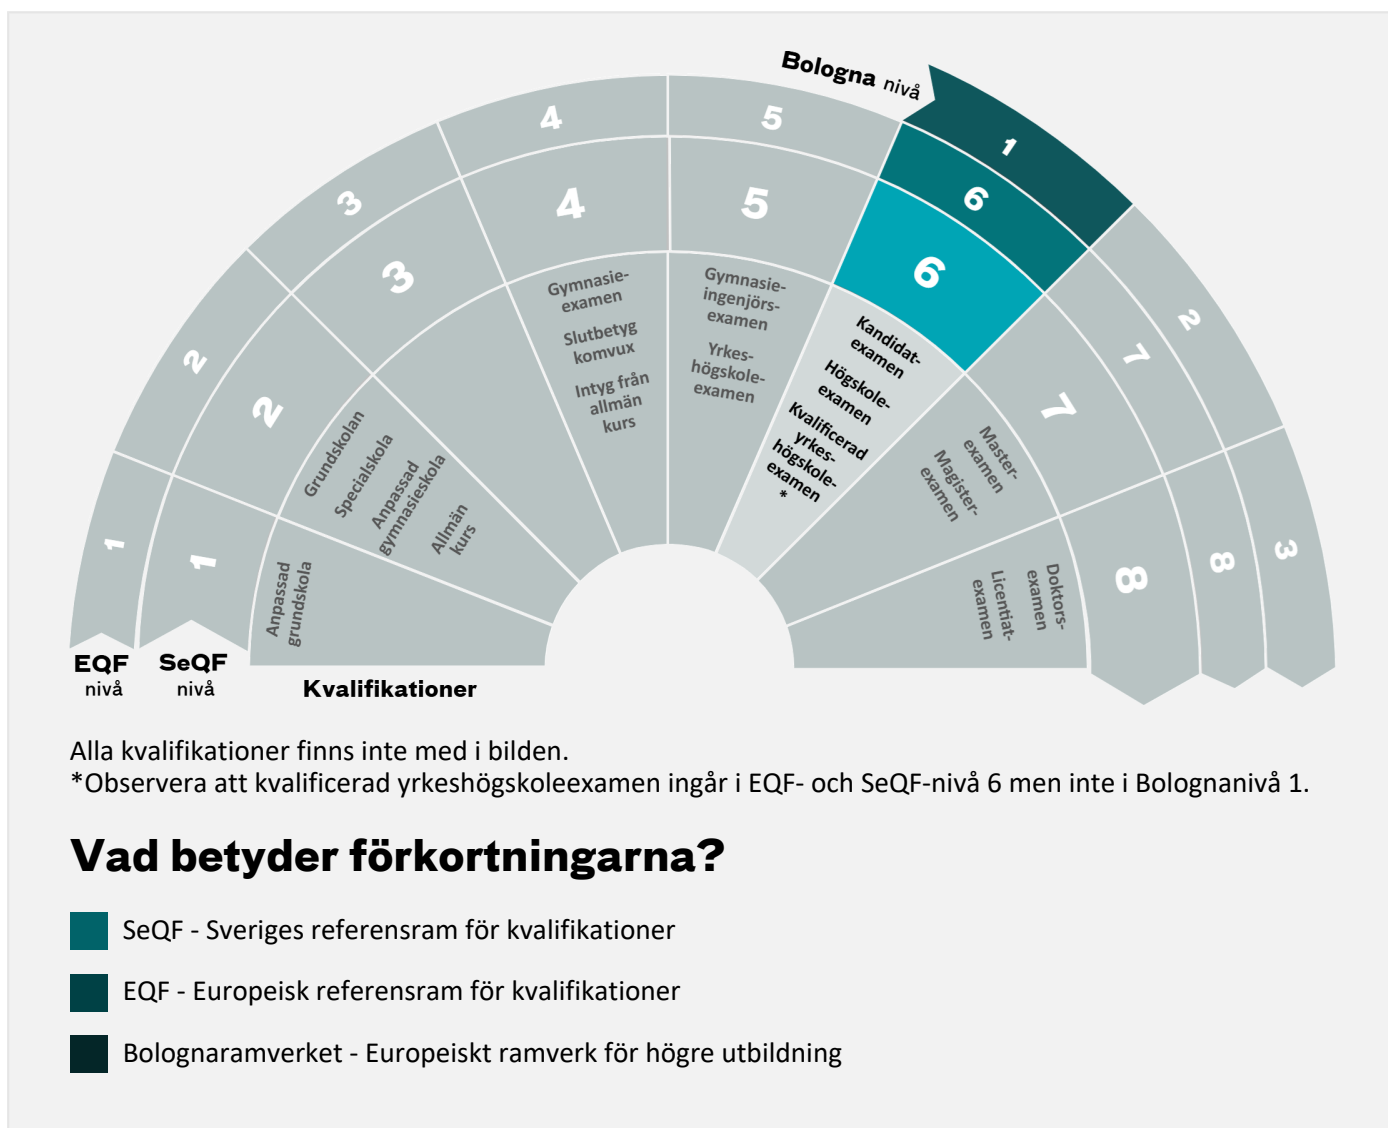 Bologna nivå
1
2
3
4
5
6
7
8
1
2
3
1
2
3
4
5
6
7
8
Anpassad
grundskola
Grundskolan
Specialskola
Anpassad
gymnasieskola
Allmän
kurs
Gymnasie-
examen
Slutbetyg
komvux
Intyg från
allmän
kurs
Gymnasie-
ingenjörs-
examen
Yrkes-
högskole-
examen
Kandidat-
examen
Högskole-
examen
Kvalificerad
yrkes-
högskole-
examen
*
Master-
examen
Magister-
examen
Doktors-
examen
Licentiat-
examen
EQF
nivå
SeQF
nivå
Kvalifikationer
Alla kvalifikationer finns inte med i bilden.
*Observera att kvalificerad yrkeshögskoleexamen ingår i EQF- och SeQF-nivå 6 men inte i Bolognanivå 1.
Vad betyder förkortningarna?
SeQF - Sveriges referensram för kvalifikationer
EQF - Europeisk referensram för kvalifikationer
Bolognaramverket - Europeiskt ramverk för högre utbildning